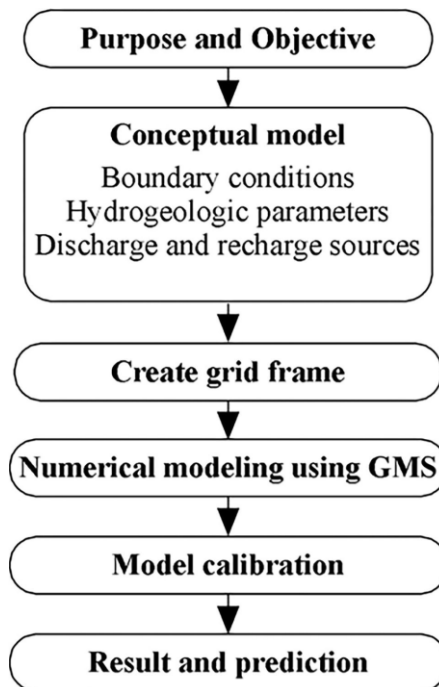 Purpose and Objective
Conceptual model
Boundary conditions
Hydrogeologic parameters
Discharge and recharge sources
Create grid frame
Numerical modeling using GMS
Model calibration
Result and prediction